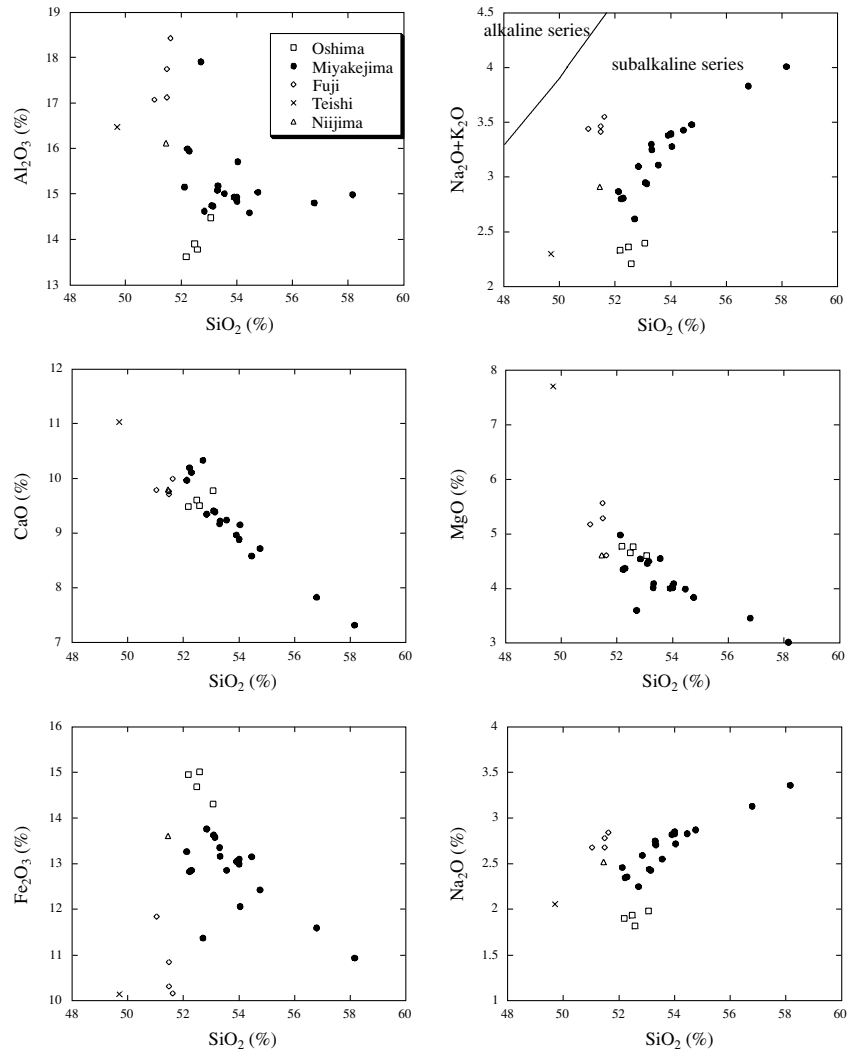 19
18
17
16
15
14
13
Al₂O₃ (%)
48 50 52 54 56 58 60
SiO₂ (%)
Oshima
Miyakejima
Fuji
Teishi
Niijima
4.5
4
3.5
3
2.5
2
Na₂O+K₂O
alkaline series
subalkaline series
48 50 52 54 56 58 60
SiO₂ (%)
12
11
10
9
8
7
CaO (%)
48 50 52 54 56 58 60
SiO₂ (%)
8
7
6
5
4
3
MgO (%)
48 50 52 54 56 58 60
SiO₂ (%)
16
15
14
13
12
11
10
Fe₂O₃ (%)
48 50 52 54 56 58 60
SiO₂ (%)
4
3.5
3
2.5
2
1.5
1
Na₂O (%)
48 50 52 54 56 58 60
SiO₂ (%)